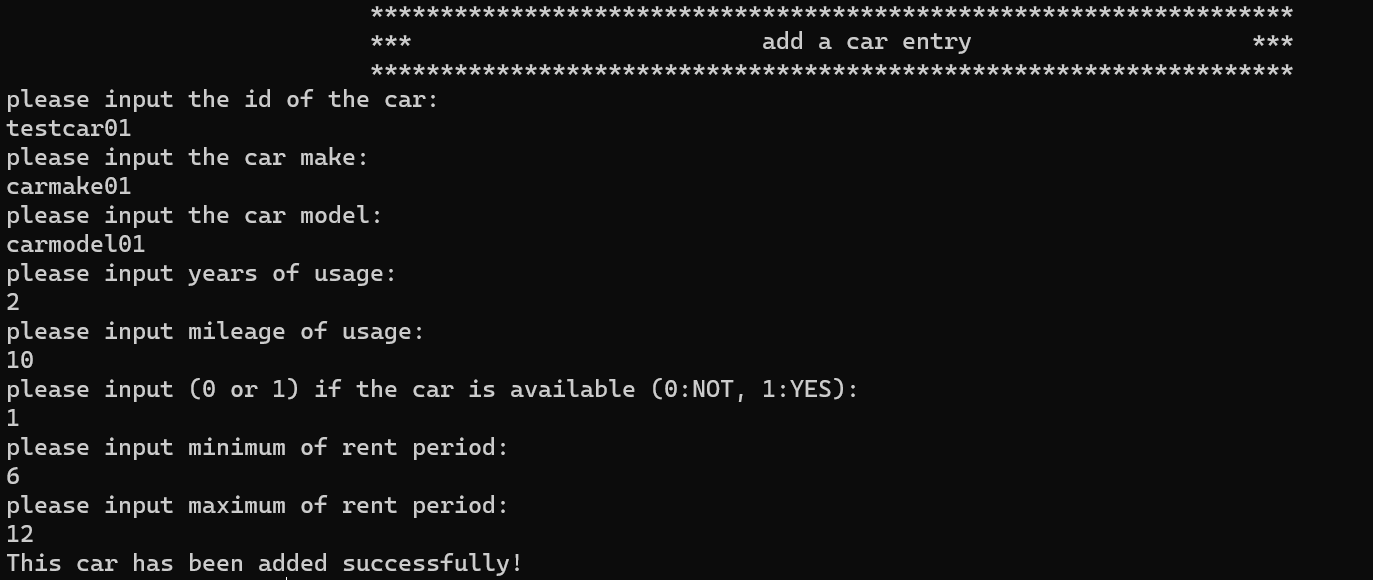 ******************************************************************
***                         add a car entry                    ***
******************************************************************
please input the id of the car:
testcar01
please input the car make:
carmake01
please input the car model:
carmodel01
please input years of usage:
2
please input mileage of usage:
10
please input (0 or 1) if the car is available (0:NOT, 1:YES):
1
please input minimum of rent period:
6
please input maximum of rent period:
12
This car has been added successfully!